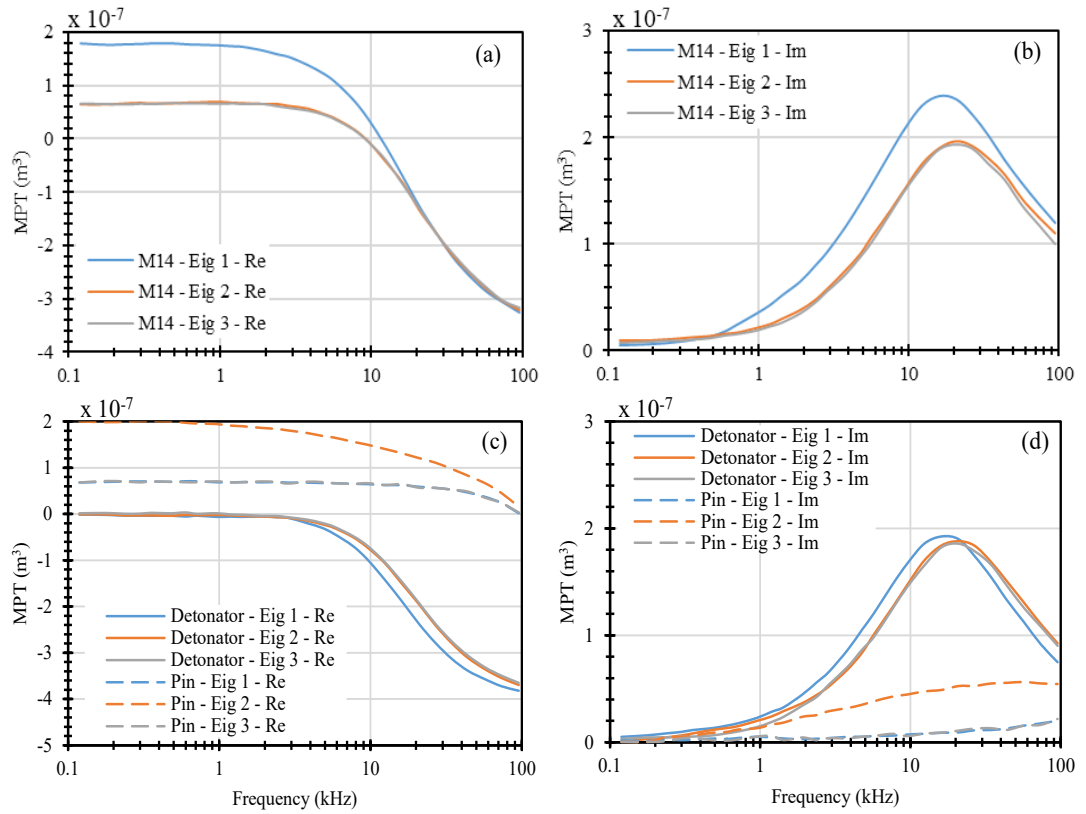 x 10-7
2
1
0
-1
-2
-3
-4
MPT (m³)
(a)
M14 - Eig 1 - Re
M14 - Eig 2 - Re
M14 - Eig 3 - Re
0.1
1
10
100
x 10-7
3
2
1
0
MPT (m³)
(b)
M14 - Eig 1 - Im
M14 - Eig 2 - Im
M14 - Eig 3 - Im
0.1
1
10
100
x 10-7
2
1
0
-1
-2
-3
-4
-5
MPT (m³)
(c)
Detonator - Eig 1 - Re
Detonator - Eig 2 - Re
Detonator - Eig 3 - Re
Pin - Eig 1 - Re
Pin - Eig 2 - Re
Pin - Eig 3 - Re
0.1
1
10
100
Frequency (kHz)
x 10-7
3
2
1
0
MPT (m³)
(d)
Detonator - Eig 1 - Im
Detonator - Eig 2 - Im
Detonator - Eig 3 - Im
Pin - Eig 1 - Im
Pin - Eig 2 - Im
Pin - Eig 3 - Im
0.1
1
10
100
Frequency (kHz)